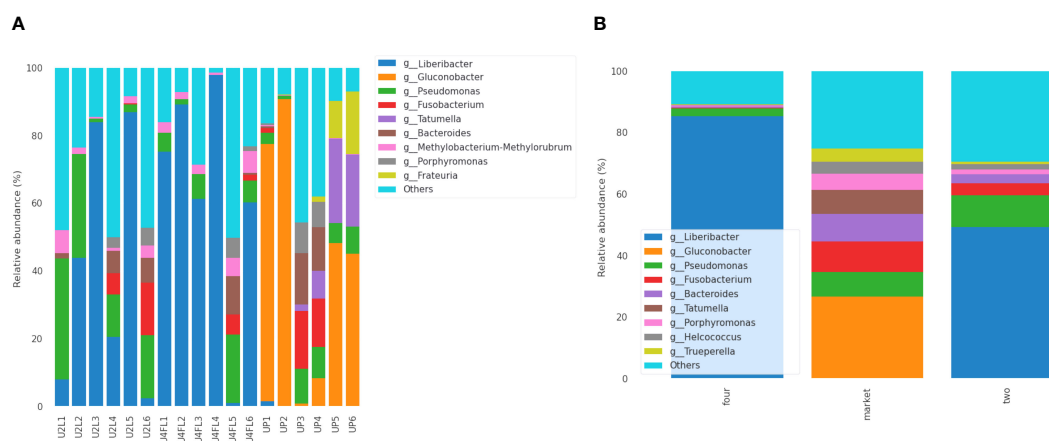 A
Relative abundance (%)
100
80
60
40
20
0
U2L1
U2L2
U2L3
U2L4
U2L5
U2L6
J4FL1
J4FL2
J4FL3
J4FL4
J4FL5
J4FL6
UP1
UP2
UP3
UP4
UP5
UP6
g__Liberibacter
g__Gluconobacter
g__Pseudomonas
g__Fusobacterium
g__Tatumella
g__Bacteroides
g__Methylobacterium-Methylorubrum
g__Porphyromonas
g__Frateuria
Others
B
Relative abundance (%)
100
80
60
40
20
0
g__Liberibacter
g__Gluconobacter
g__Pseudomonas
g__Fusobacterium
g__Bacteroides
g__Tatumella
g__Porphyromonas
g__Helcococcus
g__Trueperella
Others
four
market
two